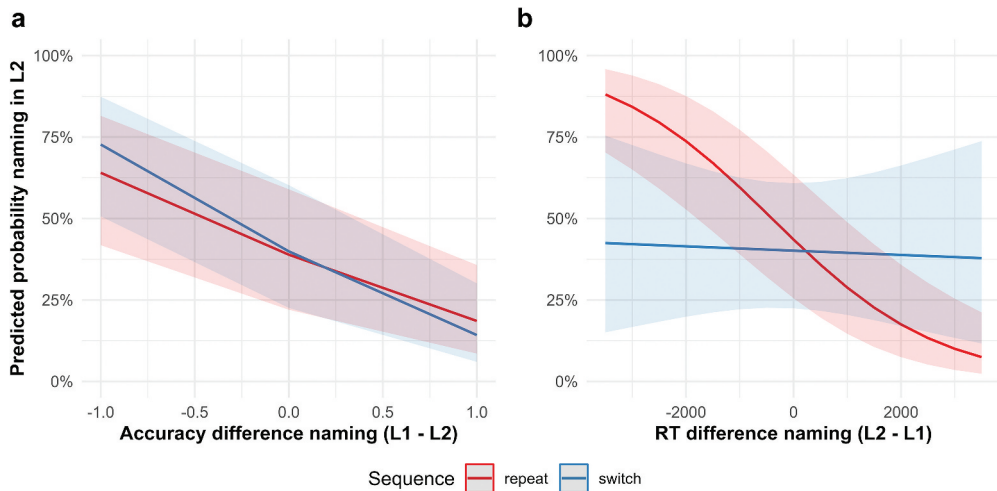 a
b
Predicted probability naming in L2
100%
75%
50%
25%
0%
-1.0 -0.5 0.0 0.5 1.0
Accuracy difference naming (L1 - L2)
100%
75%
50%
25%
0%
-2000 0 2000
RT difference naming (L2 - L1)
Sequence repeat switch